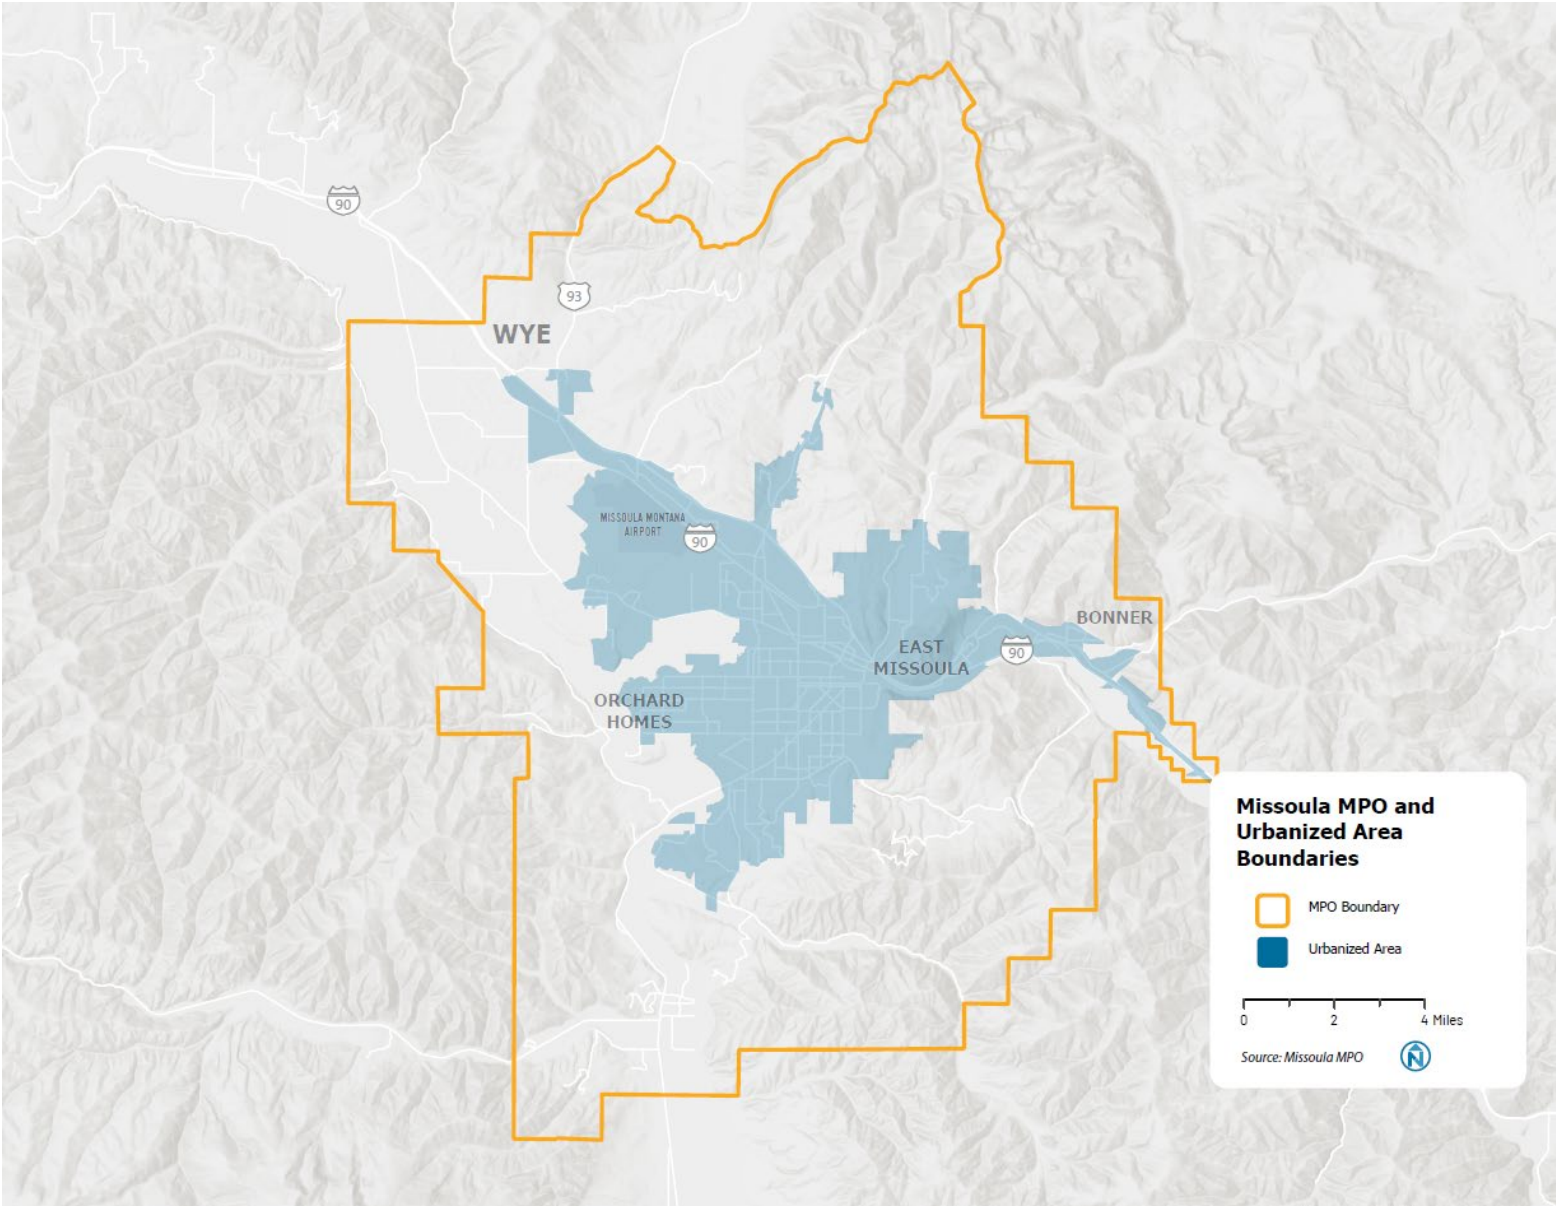 90
93
WYE
MISSOULA MONTANA
AIRPORT
90
BONNER
EAST
MISSOULA
90
ORCHARD
HOMES
Missoula MPO and
Urbanized Area
Boundaries
MPO Boundary
Urbanized Area
0 2 4 Miles
Source: Missoula MPO
N